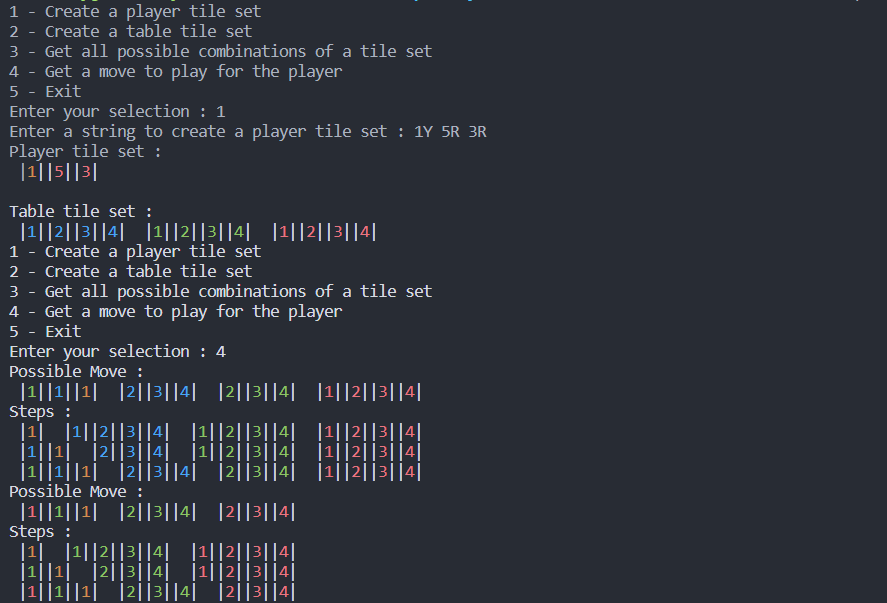 1 - Create a player tile set
2 - Create a table tile set
3 - Get all possible combinations of a tile set
4 - Get a move to play for the player
5 - Exit
Enter your selection : 1
Enter a string to create a player tile set : 1Y 5R 3R
Player tile set :
|1||5||3|
Table tile set :
|1||2||3||4|  |1||2||3||4|  |1||2||3||4|
1 - Create a player tile set
2 - Create a table tile set
3 - Get all possible combinations of a tile set
4 - Get a move to play for the player
5 - Exit
Enter your selection : 4
Possible Move :
|1||1||1|  |2||3||4|  |2||3||4|  |1||2||3||4|
Steps :
|1|  |1||2||3||4|  |1||2||3||4|  |1||2||3||4|
|1||1|  |2||3||4|  |1||2||3||4|  |1||2||3||4|
|1||1||1|  |2||3||4|  |2||3||4|  |1||2||3||4|
Possible Move :
|1||1||1|  |2||3||4|  |2||3||4|
Steps :
|1|  |1||2||3||4|  |1||2||3||4|
|1||1|  |2||3||4|  |1||2||3||4|
|1||1||1|  |2||3||4|  |2||3||4|